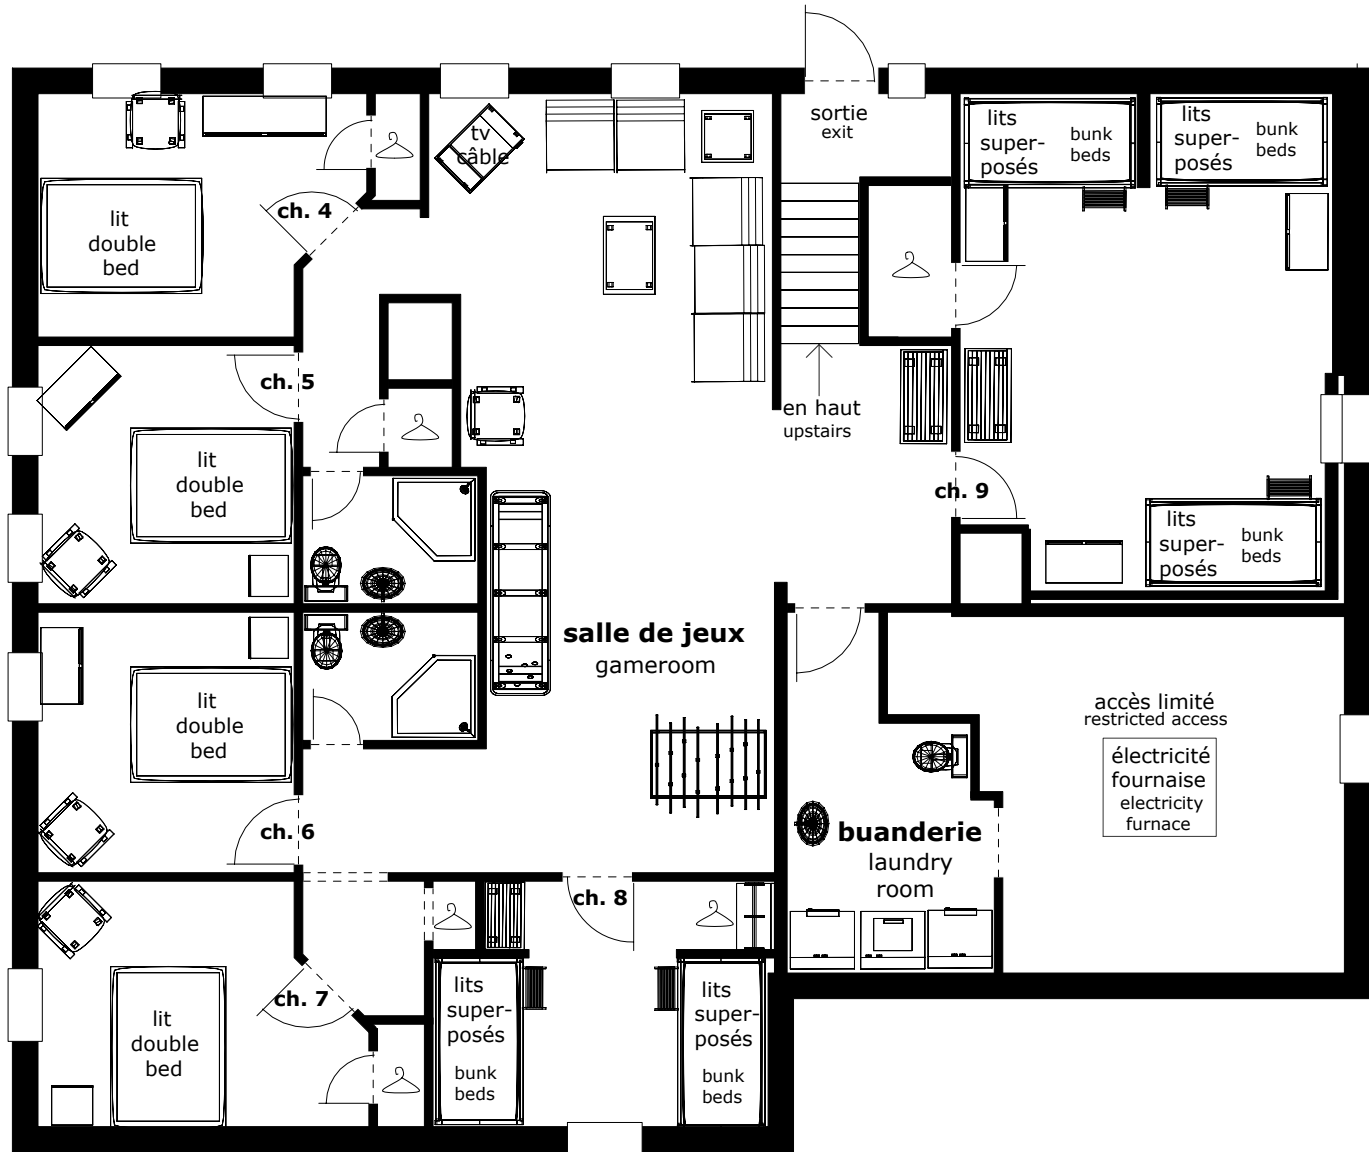 sortie
exit
lits
super-
posés
bunk
beds
lits
super-
posés
bunk
beds
tv
câble
ch. 4
lit
double
bed
ch. 5
en haut
upstairs
lit
double
bed
ch. 9
lits
super-
posés
bunk
beds
salle de jeux
gameroom
lit
double
bed
accès limité
restricted access
électricité
fournaise
electricity
furnace
ch. 6
buanderie
laundry
room
ch. 8
ch. 7
lit
double
bed
lits
super-
posés
bunk
beds
lits
super-
posés
bunk
beds